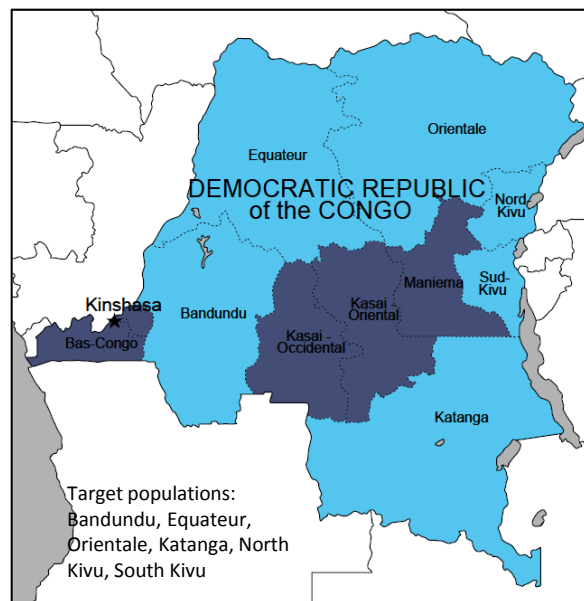 Equateur
Orientale
DEMOCRATIC REPUBLIC
of the CONGO
Nord-
Kivu
Maniema
Sud-
Kivu
Kinshasa
Bandundu
Kasai
- Oriental
Bas-Congo
Kasai -
Occidental
Katanga
Target populations:
Bandundu, Equateur,
Orientale, Katanga, North
Kivu, South Kivu